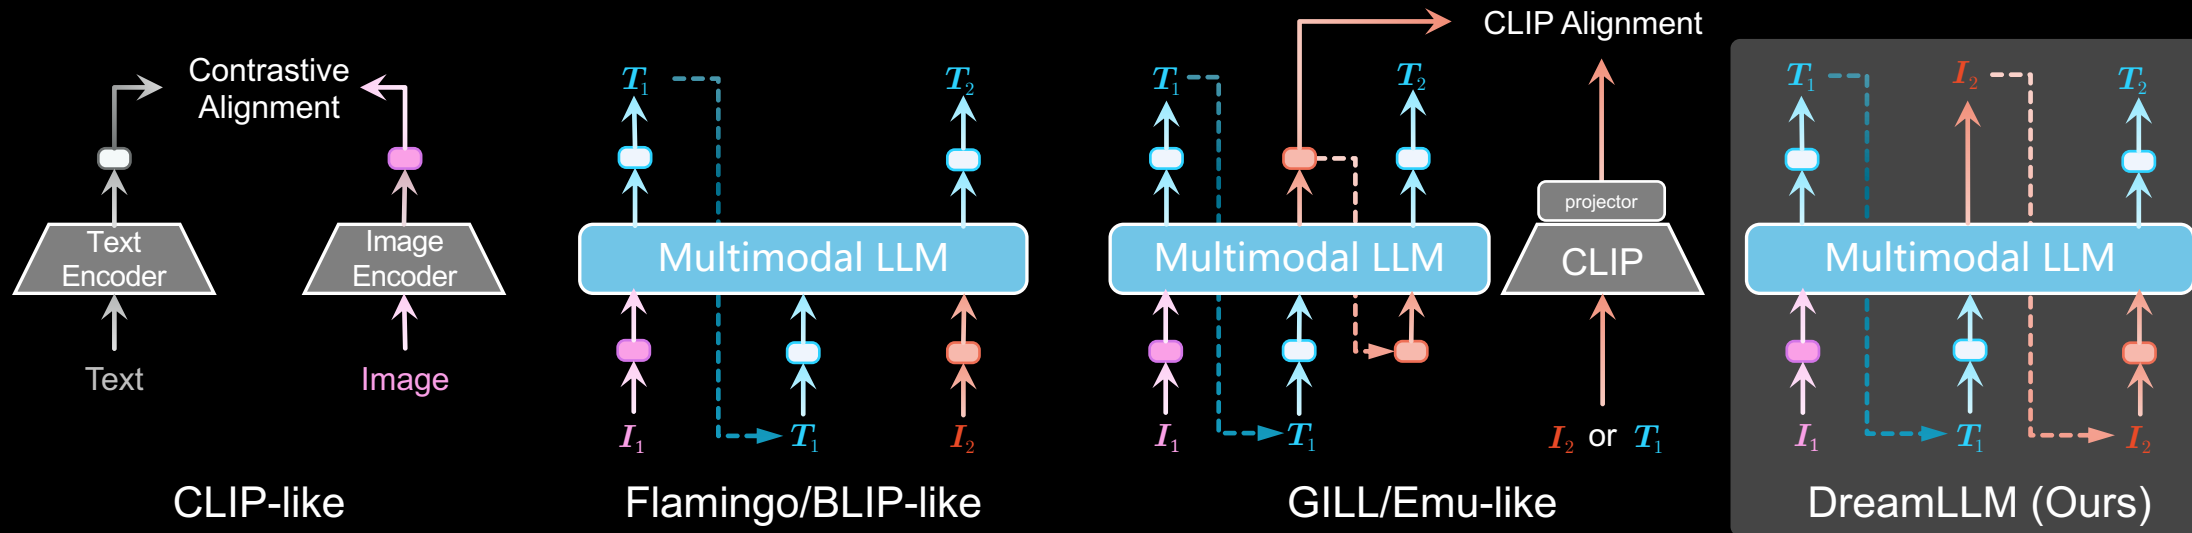 Contrastive
Alignment
Text
Encoder
Image
Encoder
Text
Image
CLIP-like
T₁
T₂
Multimodal LLM
I₁
T₁
I₂
Flamingo/BLIP-like
CLIP Alignment
T₁
T₂
projector
Multimodal LLM
CLIP
I₁
T₁
I₂ or T₁
GILL/Emu-like
T₁
I₂
T₂
Multimodal LLM
I₁
T₁
I₂
DreamLLM (Ours)